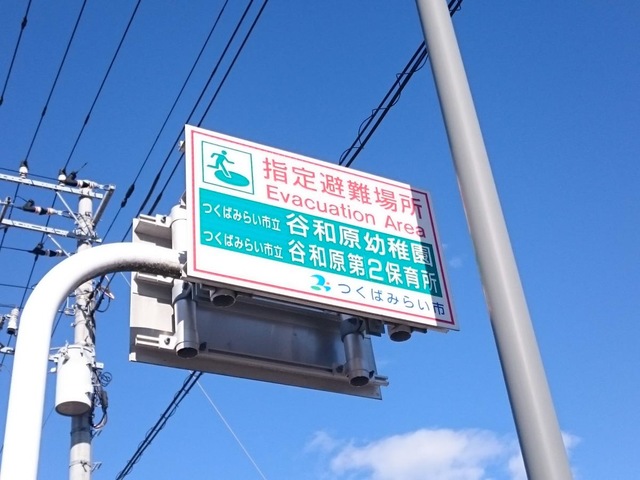 指定避難場所
Evacuation Area
つくばみらい市立 谷和原幼稚園
つくばみらい市立 谷和原第2保育所
つくばみらい市